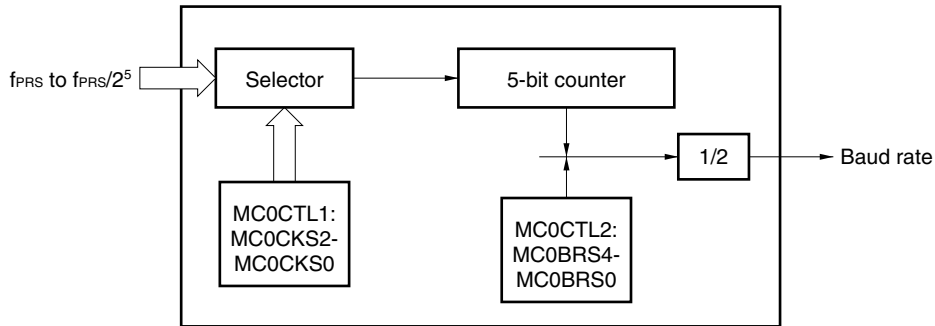 fPRS to fPRS/2⁵
Selector
5-bit counter
1/2
Baud rate
MC0CTL1:
MC0CKS2-
MC0CKS0
MC0CTL2:
MC0BRS4-
MC0BRS0